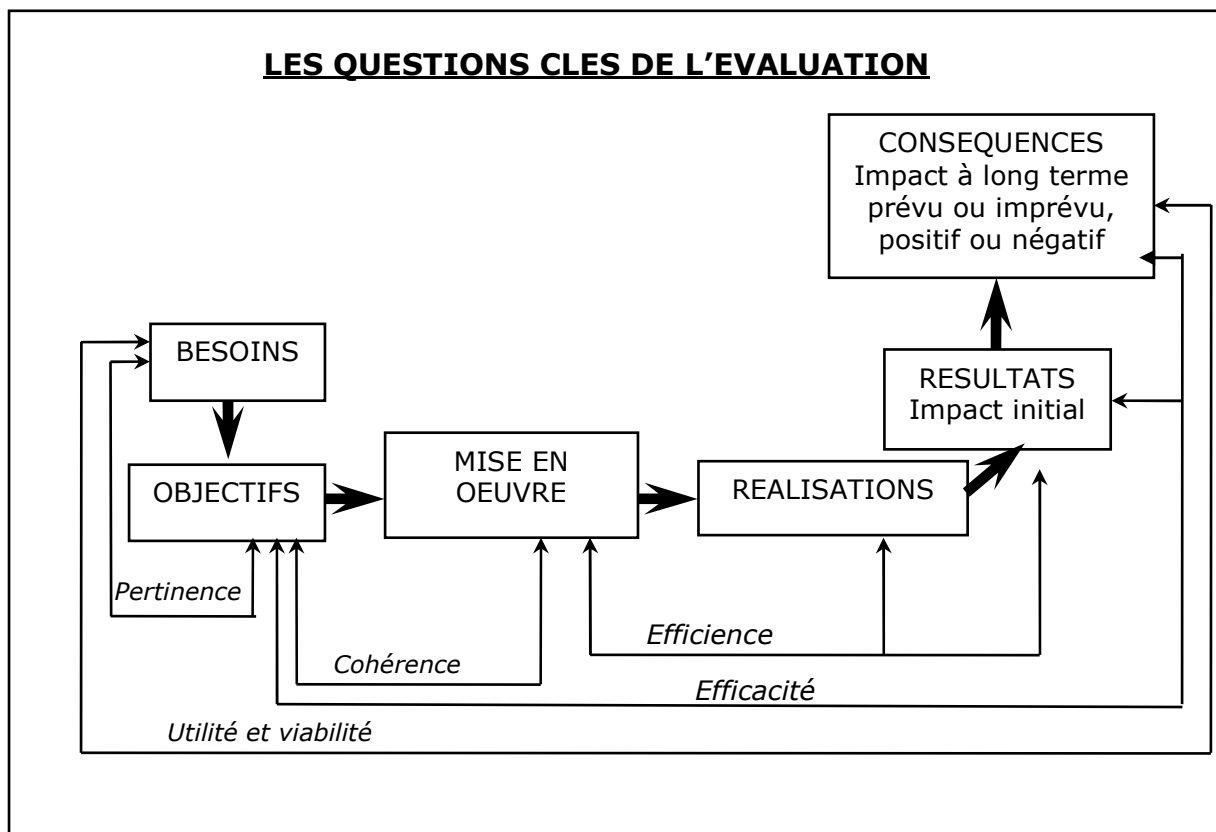 LES QUESTIONS CLES DE L'EVALUATION
CONSEQUENCES
Impact à long terme
prévu ou imprévu,
positif ou négatif
BESOINS
RESULTATS
Impact initial
MISE EN
OEUVRE
OBJECTIFS
REALISATIONS
Pertinence
Efficience
Cohérence
Efficacité
Utilité et viabilité